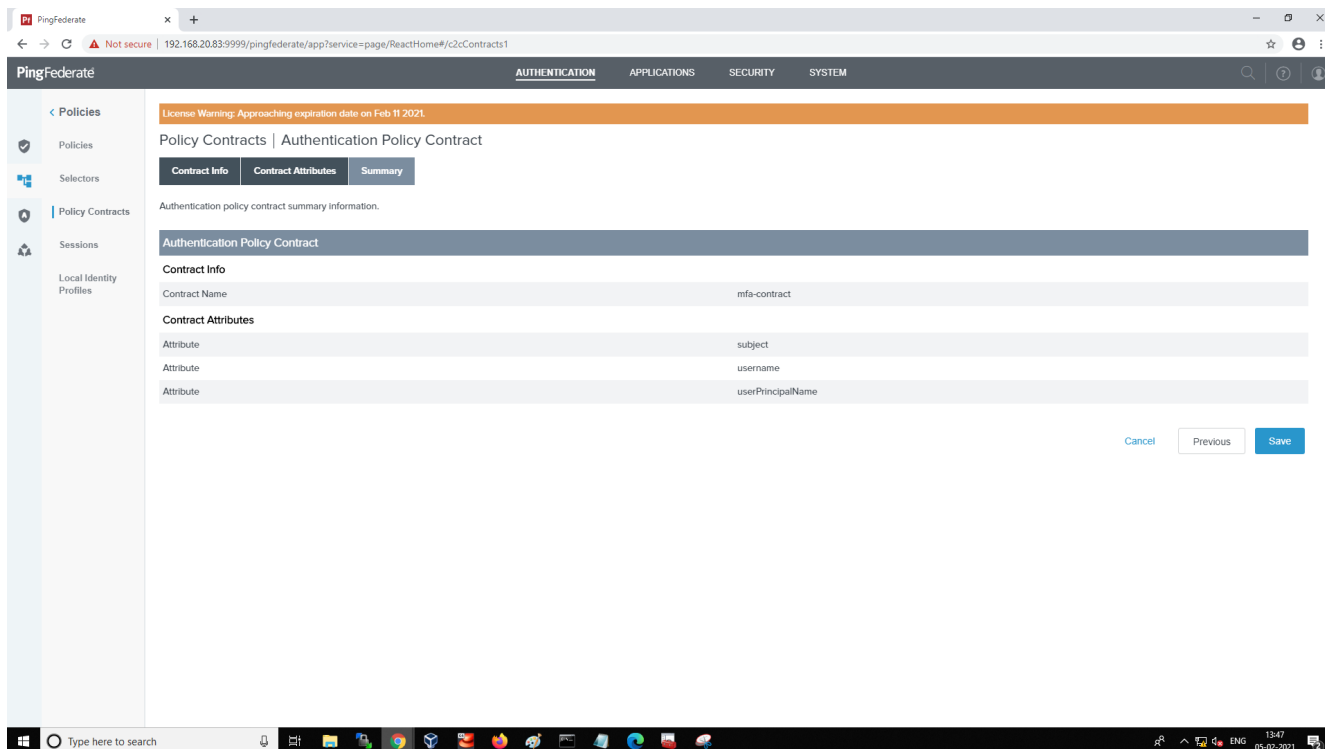 Pf PingFederate
Not secure | 192.168.20.83:9999/pingfederate/app?service=page/ReactHome#/c2cContracts1
PingFederate AUTHENTICATION APPLICATIONS SECURITY SYSTEM
< Policies
Policies
Selectors
Policy Contracts
Sessions
Local Identity
Profiles
License Warning: Approaching expiration date on Feb 11 2021.
Policy Contracts | Authentication Policy Contract
Contract Info Contract Attributes Summary
Authentication policy contract summary information.
Authentication Policy Contract
Contract Info
Contract Name mfa-contract
Contract Attributes
Attribute subject
Attribute username
Attribute userPrincipalName
Cancel Previous Save
Type here to search
ENG
13:47
05-02-2021